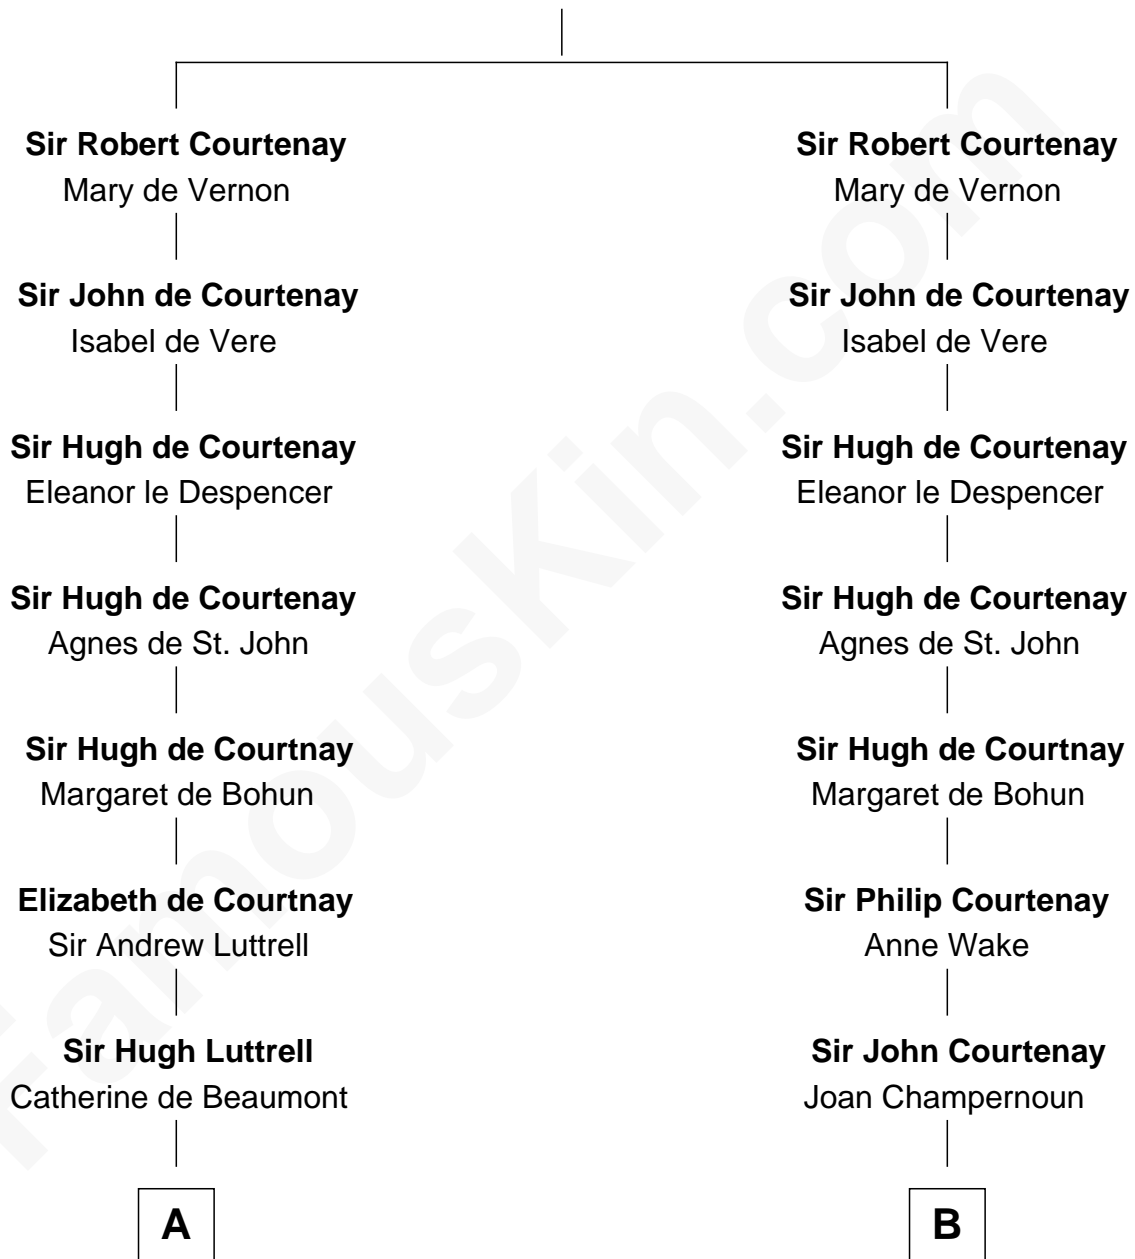 Sir Robert Courtenay
Mary de Vernon
Sir John de Courtenay
Isabel de Vere
Sir Hugh de Courtenay
Eleanor le Despencer
Sir Hugh de Courtenay
Agnes de St. John
Sir Hugh de Courtnay
Margaret de Bohun
Elizabeth de Courtnay
Sir Andrew Luttrell
Sir Hugh Luttrell
Catherine de Beaumont
A
Sir Robert Courtenay
Mary de Vernon
Sir John de Courtenay
Isabel de Vere
Sir Hugh de Courtenay
Eleanor le Despencer
Sir Hugh de Courtenay
Agnes de St. John
Sir Hugh de Courtnay
Margaret de Bohun
Sir Philip Courtenay
Anne Wake
Sir John Courtenay
Joan Champernoun
B
FamousKin.com